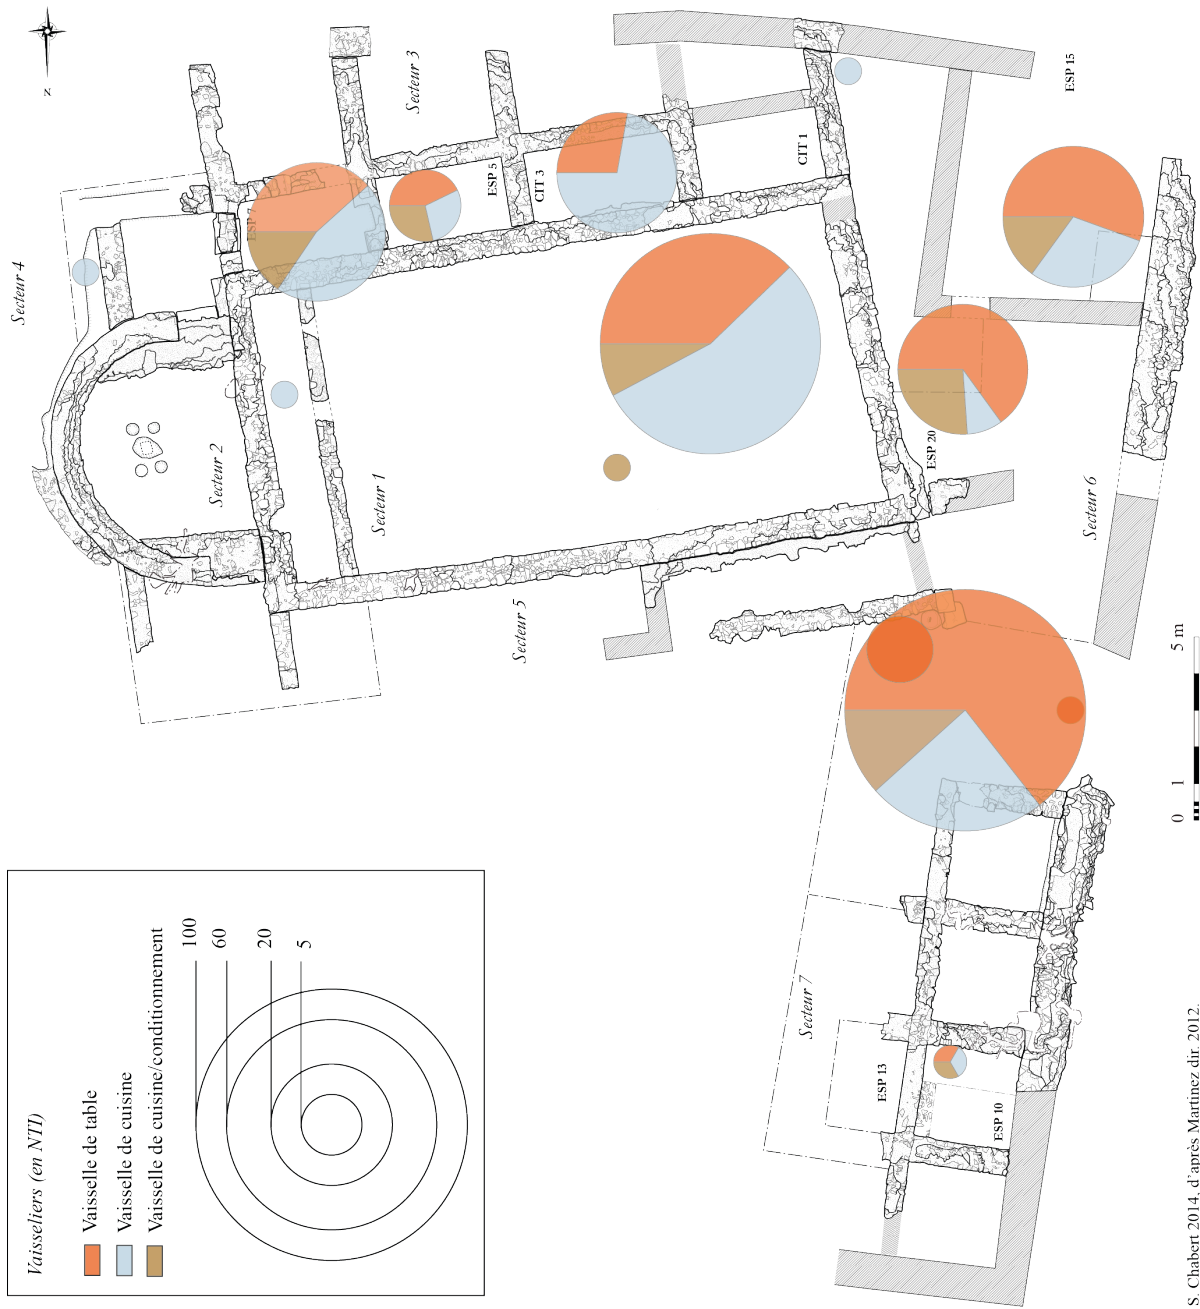 Vaisseliers (en NTI)
Vaisselle de table
Vaisselle de cuisine
Vaisselle de cuisine/conditionnement
100
60
20
5
N
Secteur 4
Secteur 3
Secteur 2
Secteur 1
Secteur 5
Secteur 6
Secteur 7
ESP 7
ESP 5
CIT 3
CIT 1
ESP 15
ESP 20
ESP 13
ESP 10
0 1 5 m
S. Chabert 2014, d'après Martinez dir. 2012.